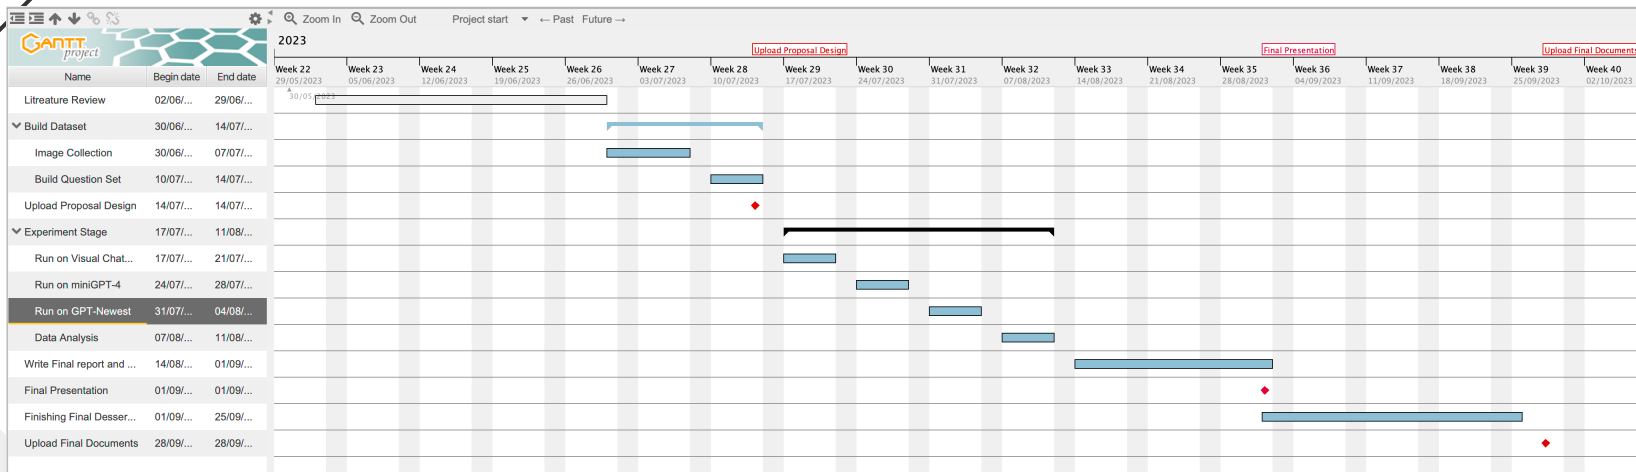 Zoom In Zoom Out Project start ← Past Future →
GANTT project
2023
Upload Proposal Design Final Presentation Upload Final Documents
Name Begin date End date
Week 22 Week 23 Week 24 Week 25 Week 26 Week 27 Week 28 Week 29 Week 30 Week 31 Week 32 Week 33 Week 34 Week 35 Week 36 Week 37 Week 38 Week 39 Week 40
29/05/2023 05/06/2023 12/06/2023 19/06/2023 26/06/2023 03/07/2023 10/07/2023 17/07/2023 24/07/2023 31/07/2023 07/08/2023 14/08/2023 21/08/2023 28/08/2023 04/09/2023 11/09/2023 18/09/2023 25/09/2023 02/10/2023
30/05/2023
Litreature Review 02/06/... 29/06/...
Build Dataset 30/06/... 14/07/...
Image Collection 30/06/... 07/07/...
Build Question Set 10/07/... 14/07/...
Upload Proposal Design 14/07/... 14/07/...
Experiment Stage 17/07/... 11/08/...
Run on Visual Chat... 17/07/... 21/07/...
Run on miniGPT-4 24/07/... 28/07/...
Run on GPT-Newest 31/07/... 04/08/...
Data Analysis 07/08/... 11/08/...
Write Final report and ... 14/08/... 01/09/...
Final Presentation 01/09/... 01/09/...
Finishing Final Desser... 01/09/... 25/09/...
Upload Final Documents 28/09/... 28/09/...